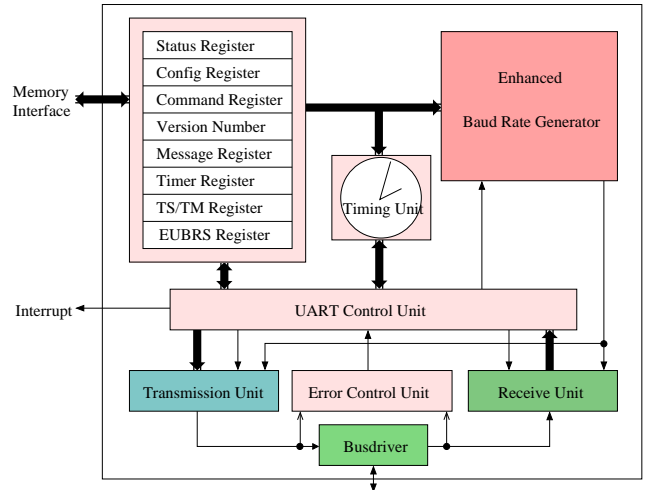 Status Register
Config Register
Command Register
Version Number
Message Register
Timer Register
TS/TM Register
EUBRS Register
Memory
Interface
Enhanced
Baud Rate Generator
Timing Unit
Interrupt
UART Control Unit
Transmission Unit
Error Control Unit
Receive Unit
Busdriver